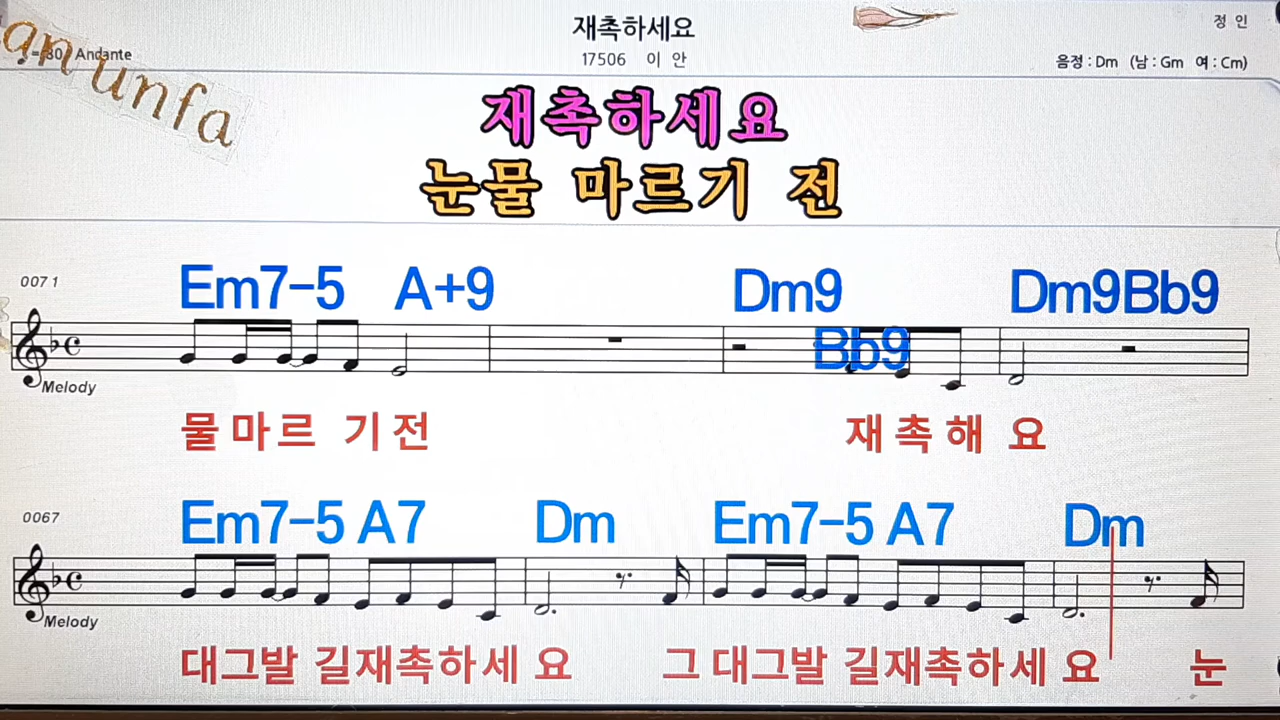 재촉하세요
정 인
an unfa
=80 Andante
17506 이 안
음정 : Dm (남 : Gm 여 : Cm)
재촉하세요
눈물 마르기 전
0071
Em7-5 A+9 Dm9 Bb9 Dm9Bb9
Melody
물마르 기전 재촉해 요
0067
Em7-5 A7 Dm Em7-5 A7 Dm
Melody
대그발 길재촉하세 요 그대그발 길재촉하세 요 눈